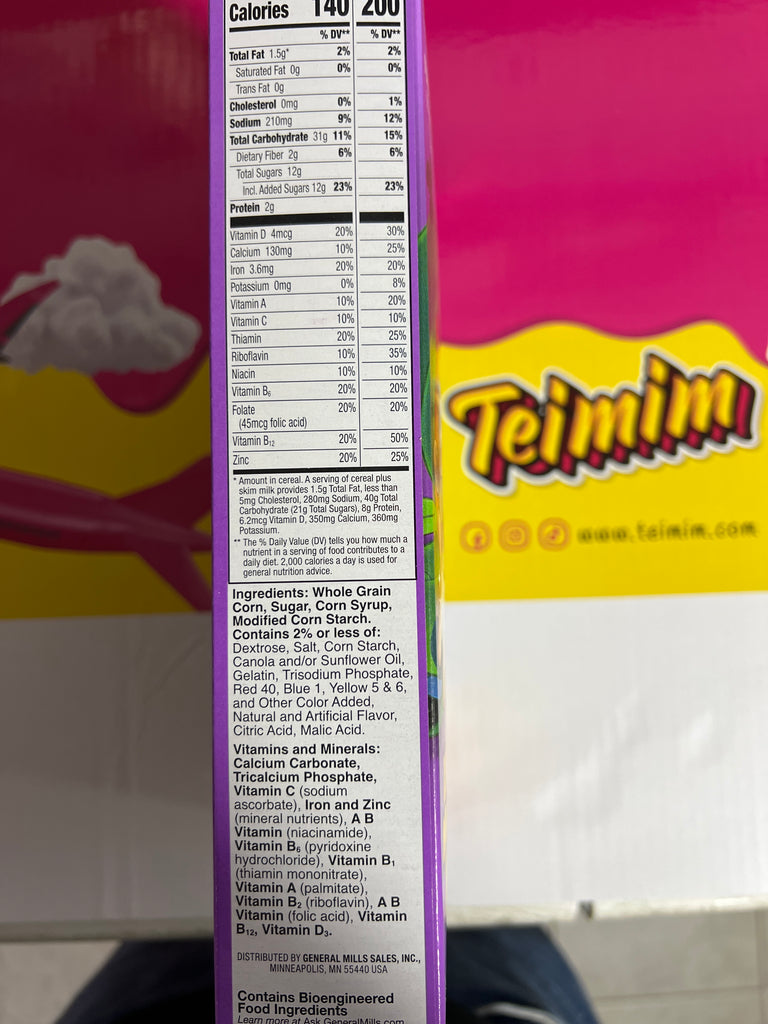 Calories 140 200
% DV** % DV**
Total Fat 1.5g* 2% 2%
Saturated Fat 0g 0% 0%
Trans Fat 0g
Cholesterol 0mg 0% 1%
Sodium 210mg 9% 12%
Total Carbohydrate 31g 11% 15%
Dietary Fiber 2g 6% 6%
Total Sugars 12g
Incl. Added Sugars 12g 23% 23%
Protein 2g
Vitamin D 4mcg 20% 30%
Calcium 130mg 10% 25%
Iron 3.6mg 20% 20%
Potassium 0mg 0% 8%
Vitamin A 10% 20%
Vitamin C 10% 10%
Thiamin 20% 25%
Riboflavin 10% 35%
Niacin 10% 10%
Vitamin B₆ 20% 20%
Folate 20% 20%
(45mcg folic acid)
Vitamin B₁₂ 20% 50%
Zinc 20% 25%
* Amount in cereal. A serving of cereal plus
skim milk provides 1.5g Total Fat, less than
5mg Cholesterol, 280mg Sodium, 40g Total
Carbohydrate (21g Total Sugars), 8g Protein,
6.2mcg Vitamin D, 350mg Calcium, 360mg
Potassium.
** The % Daily Value (DV) tells you how much a
nutrient in a serving of food contributes to a
daily diet. 2,000 calories a day is used for
general nutrition advice.
Ingredients: Whole Grain
Corn, Sugar, Corn Syrup,
Modified Corn Starch.
Contains 2% or less of:
Dextrose, Salt, Corn Starch,
Canola and/or Sunflower Oil,
Gelatin, Trisodium Phosphate,
Red 40, Blue 1, Yellow 5 & 6,
and Other Color Added,
Natural and Artificial Flavor,
Citric Acid, Malic Acid.
Vitamins and Minerals:
Calcium Carbonate,
Tricalcium Phosphate,
Vitamin C (sodium
ascorbate), Iron and Zinc
(mineral nutrients), A B
Vitamin (niacinamide),
Vitamin B₆ (pyridoxine
hydrochloride), Vitamin B₁
(thiamin mononitrate),
Vitamin A (palmitate),
Vitamin B₂ (riboflavin), A B
Vitamin (folic acid), Vitamin
B₁₂, Vitamin D₃.
DISTRIBUTED BY GENERAL MILLS SALES, INC.,
MINNEAPOLIS, MN 55440 USA
Contains Bioengineered
Food Ingredients
Learn more at Ask.GeneralMills.com
Teimim
www.teimim.com